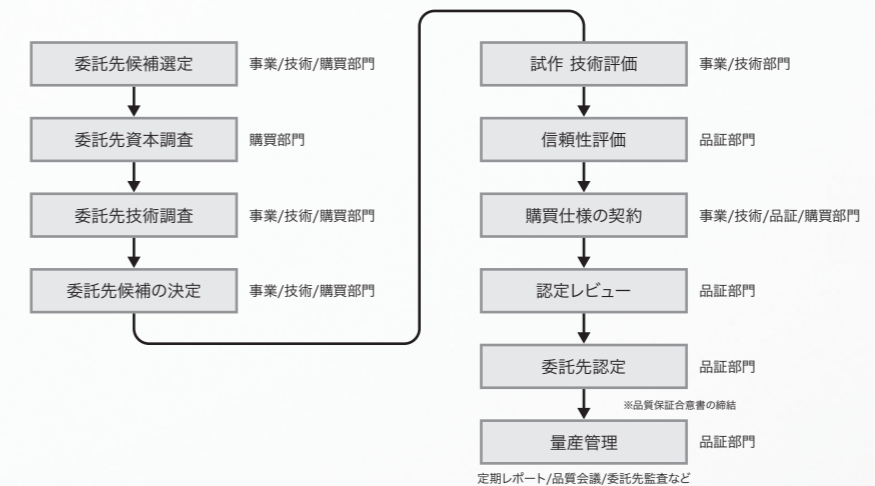 委託先候補選定 事業/技術/購買部門
委託先資本調査 購買部門
委託先技術調査 事業/技術/購買部門
委託先候補の決定 事業/技術/購買部門
試作 技術評価 事業/技術部門
信頼性評価 品証部門
購買仕様の契約 事業/技術/品証/購買部門
認定レビュー 品証部門
委託先認定 品証部門
※品質保証合意書の締結
量産管理 品証部門
定期レポート/品質会議/委託先監査など